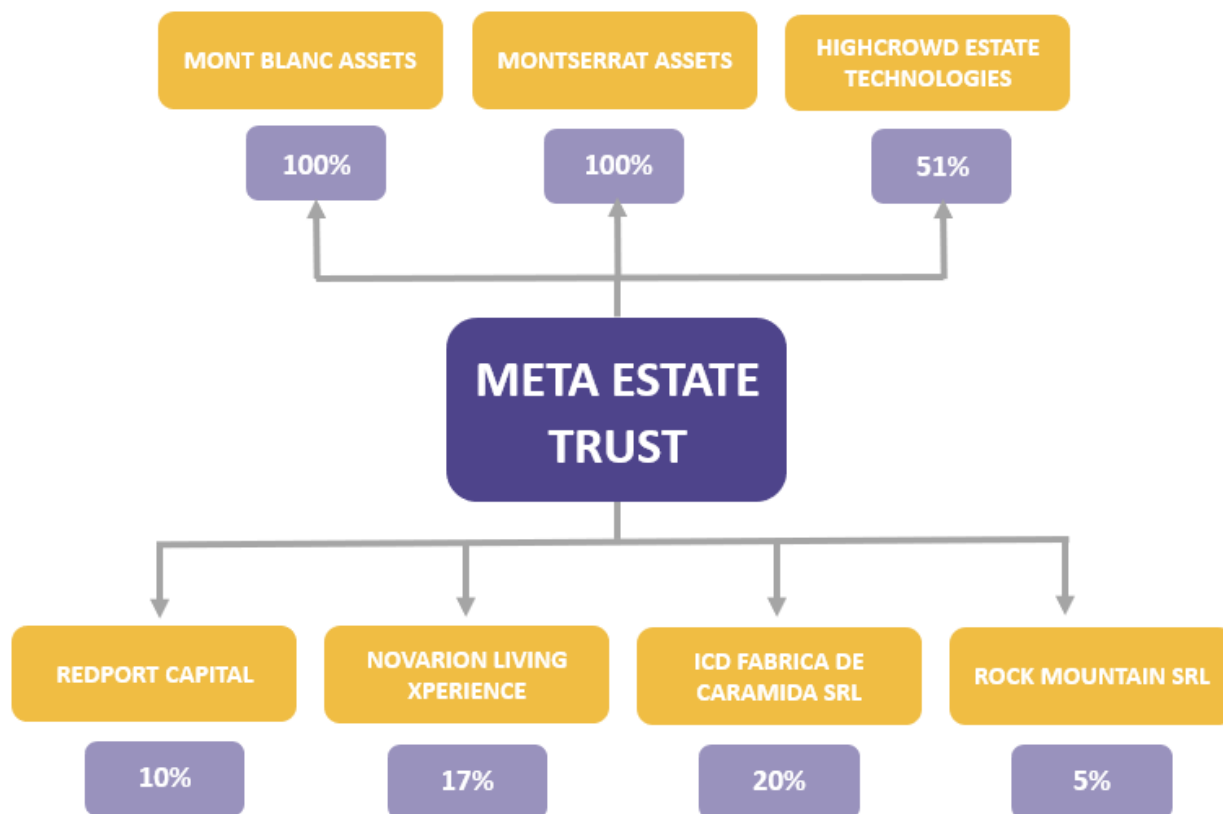 MONT BLANC ASSETS
MONTSERRAT ASSETS
HIGHCROWD ESTATE
TECHNOLOGIES
100%
100%
51%
META ESTATE
TRUST
REDPORT CAPITAL
NOVARION LIVING
XPERIENCE
ICD FABRICA DE
CARAMIDA SRL
ROCK MOUNTAIN SRL
10%
17%
20%
5%